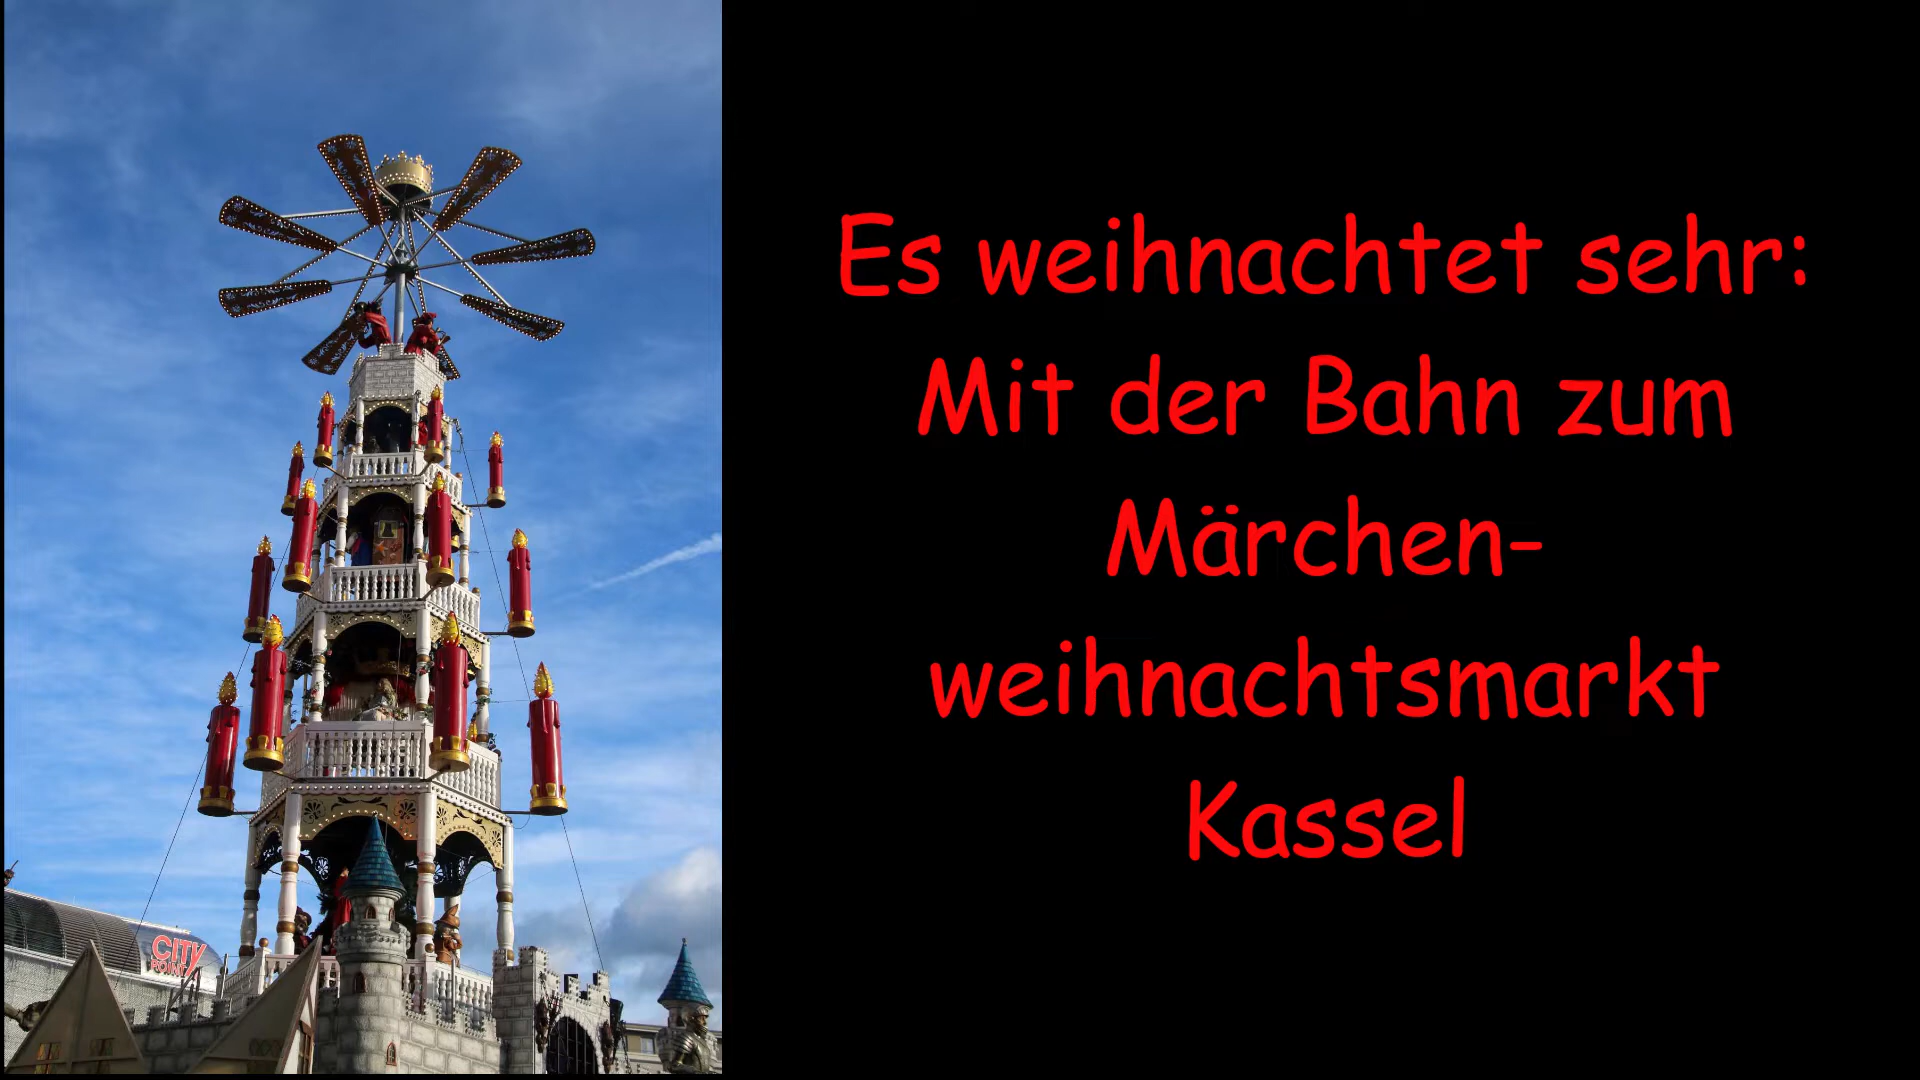 Es weihnachtet sehr:
Mit der Bahn zum
Märchen-
weihnachtsmarkt
Kassel
CITY
POINT